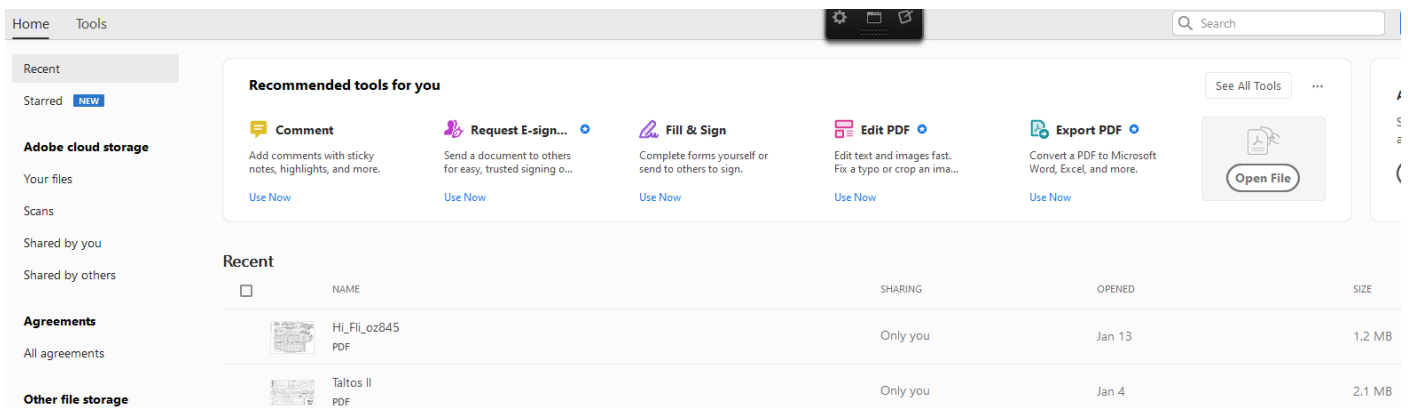 Home Tools
Search
Recent
Starred NEW
Adobe cloud storage
Your files
Scans
Shared by you
Shared by others
Agreements
All agreements
Other file storage
Recommended tools for you
See All Tools ...
Comment
Add comments with sticky
notes, highlights, and more.
Use Now
Request E-sign...
Send a document to others
for easy, trusted signing o...
Use Now
Fill & Sign
Complete forms yourself or
send to others to sign.
Use Now
Edit PDF
Edit text and images fast.
Fix a typo or crop an ima...
Use Now
Export PDF
Convert a PDF to Microsoft
Word, Excel, and more.
Use Now
Open File
Recent
NAME SHARING OPENED SIZE
Hi_Fli_oz845
PDF
Only you Jan 13 1.2 MB
Taltos II
PDF
Only you Jan 4 2.1 MB